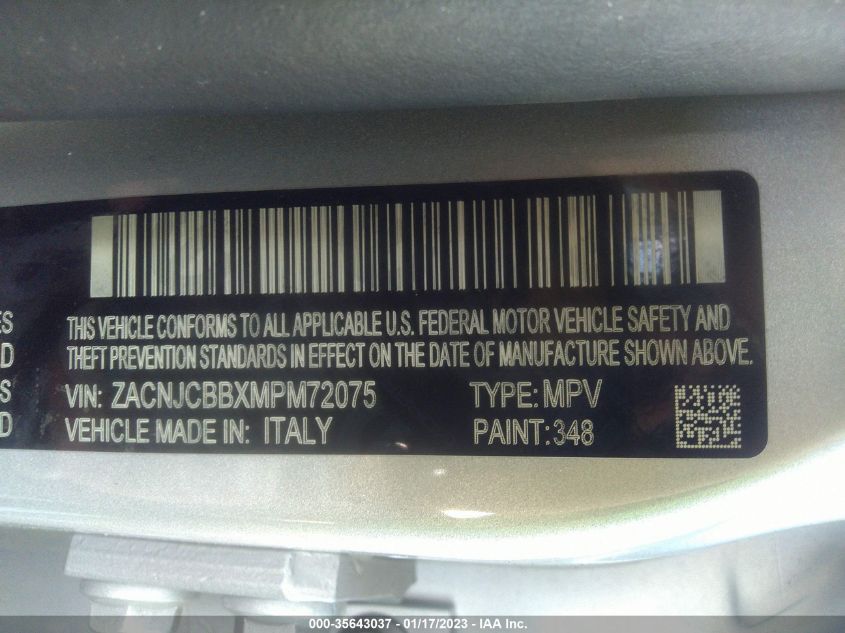 ES
D
S
D
THIS VEHICLE CONFORMS TO ALL APPLICABLE U.S. FEDERAL MOTOR VEHICLE SAFETY AND
THEFT PREVENTION STANDARDS IN EFFECT ON THE DATE OF MANUFACTURE SHOWN ABOVE.
VIN: ZACNJCBBXMPM72075 TYPE: MPV
VEHICLE MADE IN: ITALY PAINT: 348
000-35643037 - 01/17/2023 - IAA Inc.